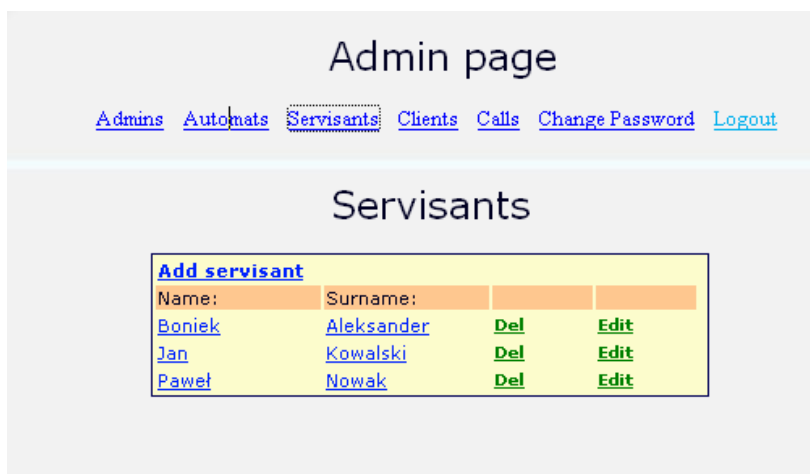 Admin page
Admins Automats Servisants Clients Calls Change Password Logout
Servisants
Add servisant
Name: Surname:
Boniek Aleksander Del Edit
Jan Kowalski Del Edit
Paweł Nowak Del Edit